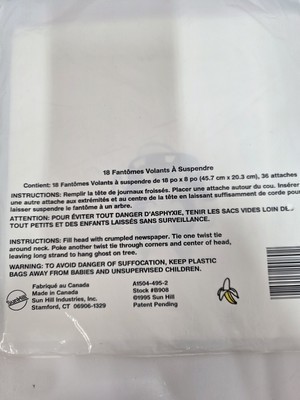 18 Fantômes Volants À Suspendre
Contient: 18 Fantômes Volants à suspendre de 18 po x 8 po (45.7 cm x 20.3 cm), 36 attaches
INSTRUCTIONS: Remplir la tête de journaux froissés. Placer une attache autour du cou. Insérer
une autre attache aux extrémités et au centre de la tête en laissant suffisamment de corde pour
laisser suspendre le fantôme à un arbre.
ATTENTION: POUR ÉVITER TOUT DANGER D'ASPHYXIE, TENIR LES SACS VIDES LOIN
TOUT PETITS ET DES ENFANTS LAISSÉS SANS SURVEILLANCE.
INSTRUCTIONS: Fill head with crumpled newspaper. Tie one twist tie
around neck. Poke another twist tie through corners and center of head,
leaving long strand to hang ghost on tree.
WARNING: TO AVOID DANGER OF SUFFOCATION, KEEP PLASTIC
BAGS AWAY FROM BABIES AND UNSUPERVISED CHILDREN.
SunHill
Fabriqué au Canada
Made in Canada
Sun Hill Industries, Inc.
Stamford, CT 06906-1329
A1504-495-2
Stock #B908
©1995 Sun Hill
Patent Pending